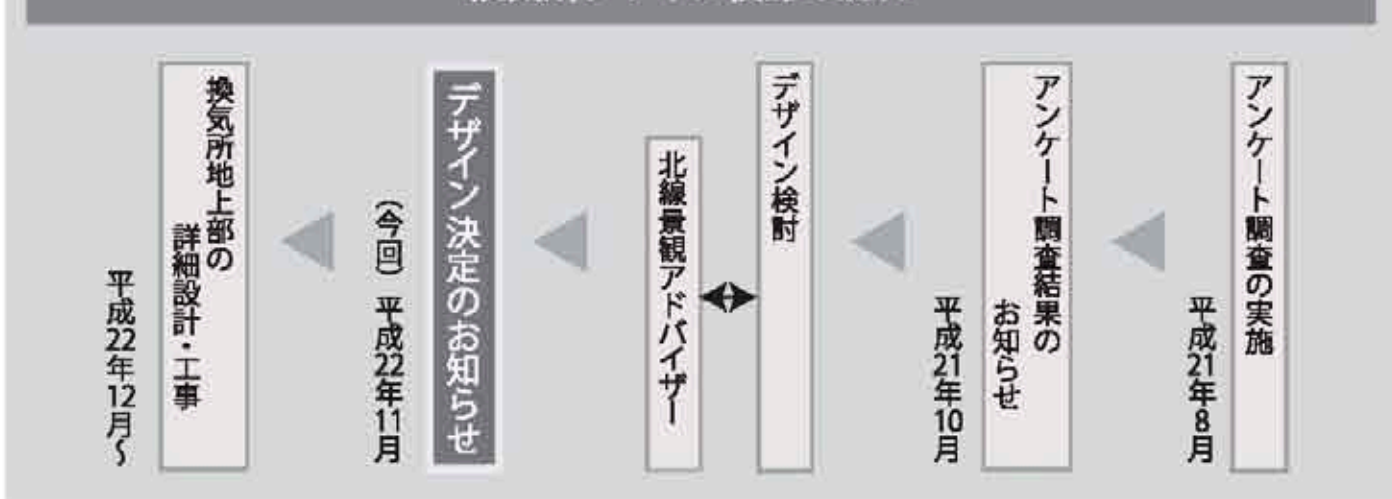 アンケート調査の実施
平成21年8月
アンケート調査結果の
お知らせ
平成21年10月
デザイン検討
北線景観アドバイザー
デザイン決定のお知らせ
（今回）平成22年11月
換気所地上部の
詳細設計・工事
平成22年12月～